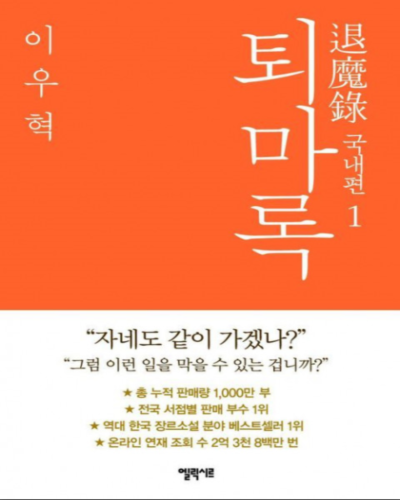 이우혁
退魔錄 국내편 1
퇴마록
“자네도 같이 가겠나?”
“그럼 이런 일을 막을 수 있는 겁니까?”
★ 총 누적 판매량 1,000만 부
★ 전국 서점별 판매 부수 1위
★ 역대 한국 장르소설 분야 베스트셀러 1위
★ 온라인 연재 조회 수 2억 3천 8백만 번
엘릭시르